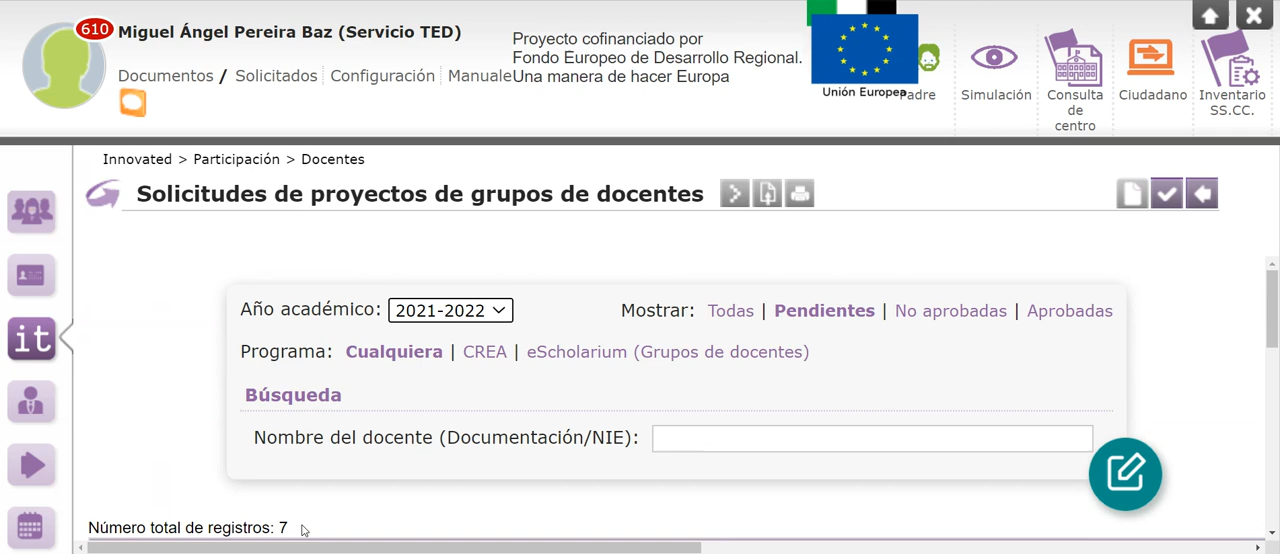 610
Miguel Ángel Pereira Baz (Servicio TED)
Documentos / Solicitados Configuración Manuale
Proyecto cofinanciado por
Fondo Europeo de Desarrollo Regional.
Una manera de hacer Europa
Unión Europea
Padre
Simulación
Consulta
de
centro
Ciudadano
Inventario
SS.CC.
Innovated > Participación > Docentes
Solicitudes de proyectos de grupos de docentes
it
Año académico: 2021-2022
Mostrar: Todas | Pendientes | No aprobadas | Aprobadas
Programa: Cualquiera | CREA | eScholarium (Grupos de docentes)
Búsqueda
Nombre del docente (Documentación/NIE):
Número total de registros: 7